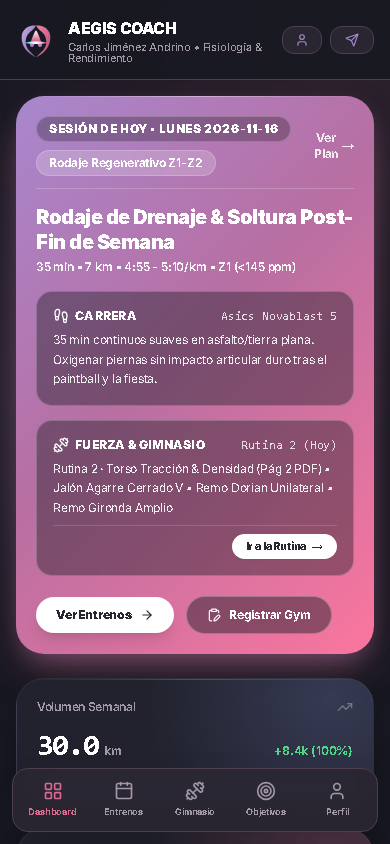 AEGIS COACH
Carlos Jiménez Andrino • Fisiología &
Rendimiento
SESIÓN DE HOY • LUNES 2026-11-16
Rodaje Regenerativo Z1-Z2
Ver
Plan →
Rodaje de Drenaje & Soltura Post-
Fin de Semana
35 min • 7 km • 4:55 - 5:10/km • Z1 (<145 ppm)
CARRERA
Asics Novablast 5
35 min continuos suaves en asfalto/tierra plana.
Oxigenar piernas sin impacto articular duro tras el
paintball y la fiesta.
FUERZA & GIMNASIO
Rutina 2 (Hoy)
Rutina 2 · Torso Tracción & Densidad (Pág 2 PDF) •
Jalón Agarre Cerrado V • Remo Dorian Unilateral •
Remo Gironda Amplio
Ir a la Rutina →
Ver Entrenos →
Registrar Gym
Volumen Semanal
30.0 km
+8.4k (100%)
Dashboard
Entrenos
Gimnasio
Objetivos
Perfil